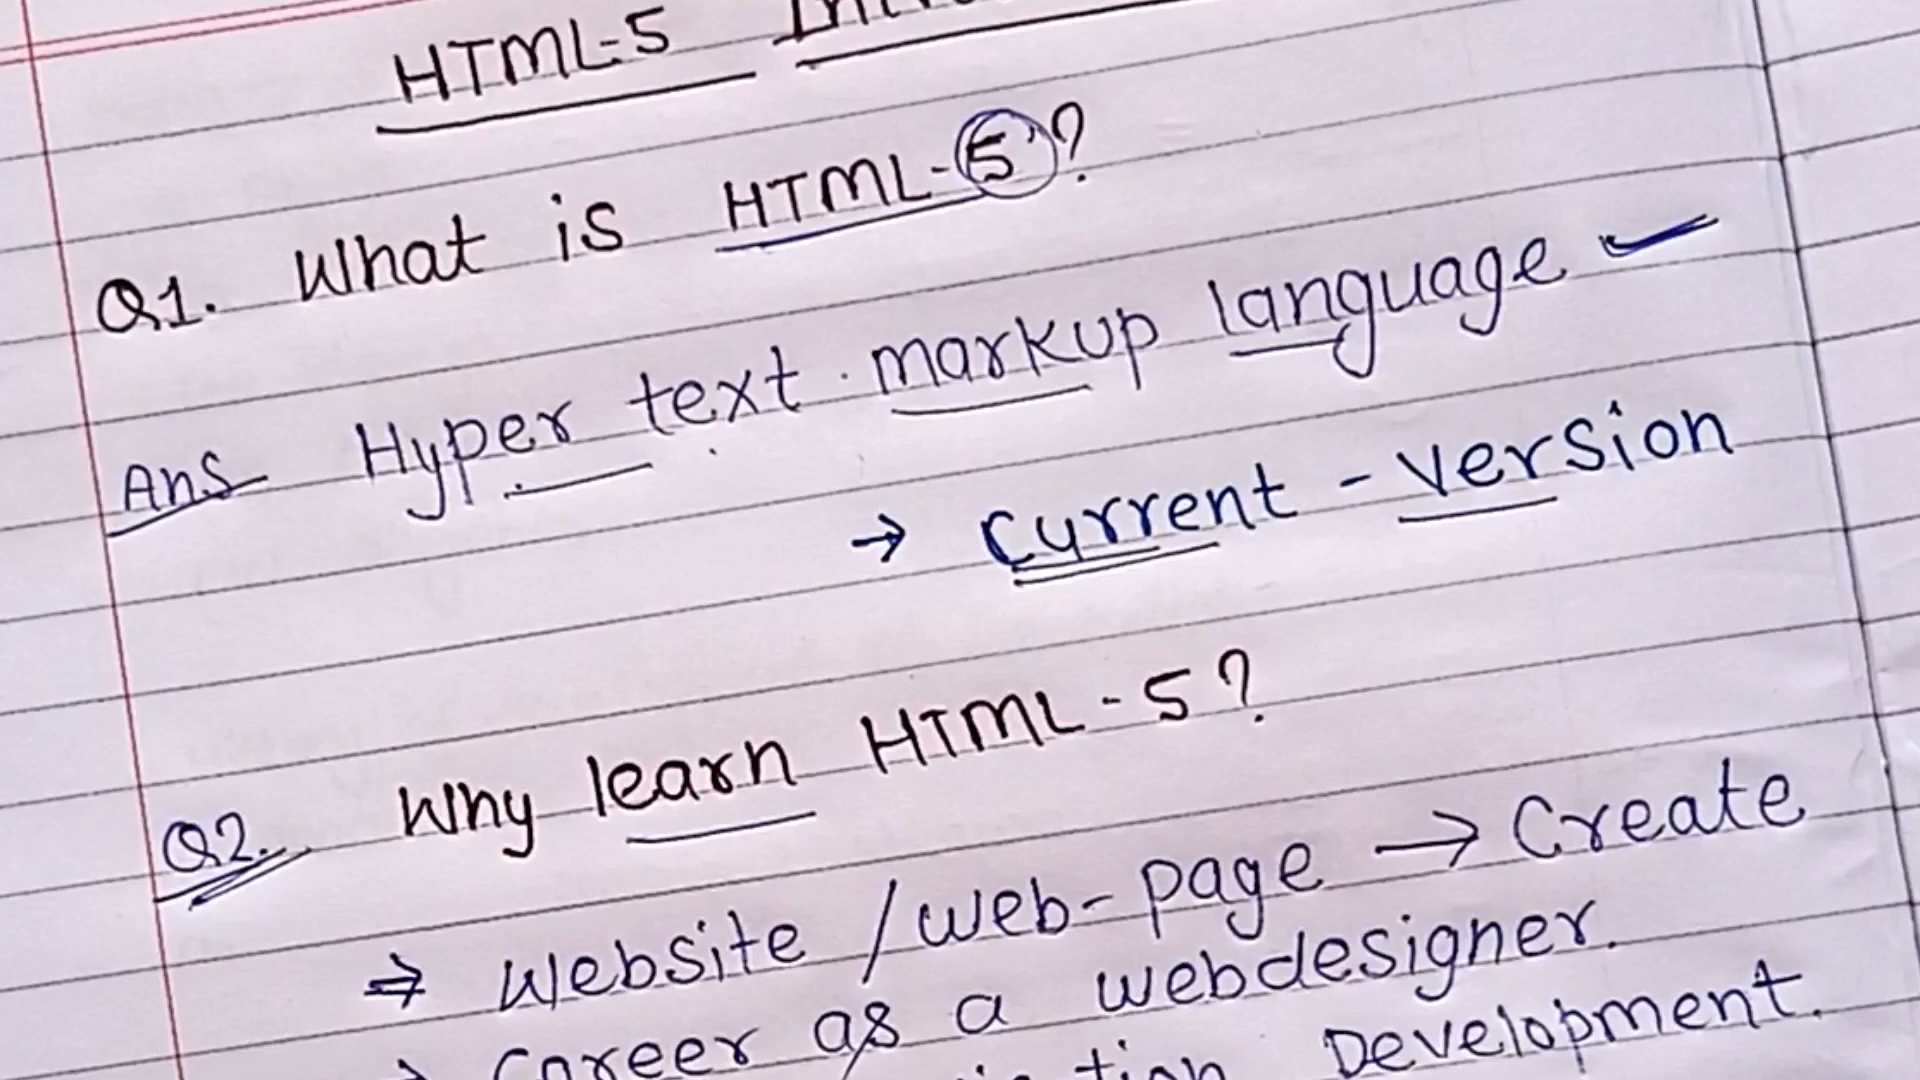 HTML-5
Q1. What is HTML-5?
Ans Hyper text markup language
→ Current - version
Q2. Why learn HTML-5?
⇒ Website / web-page → Create
Career as a webdesigner.
Development.